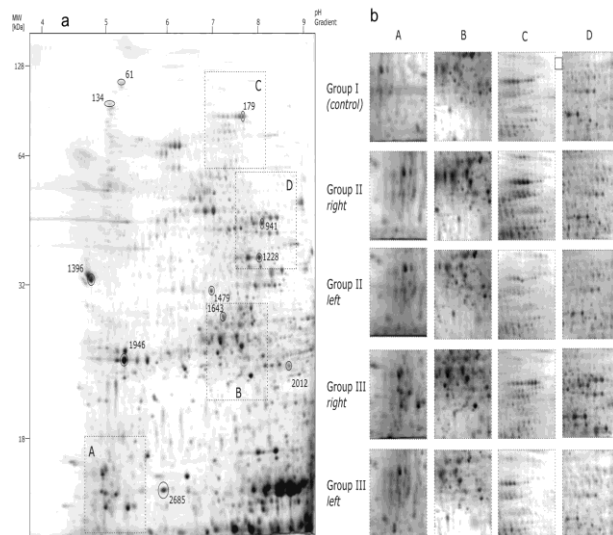 MW
[kDa]
a
pH
Gradient
4 5 6 7 8 9
128
64
32
18
61
134
179
C
D
941
1228
1396
1479
1643
1946
B
2012
A
2685
b
A B C D
Group I
(control)
Group II
right
Group II
left
Group III
right
Group III
left